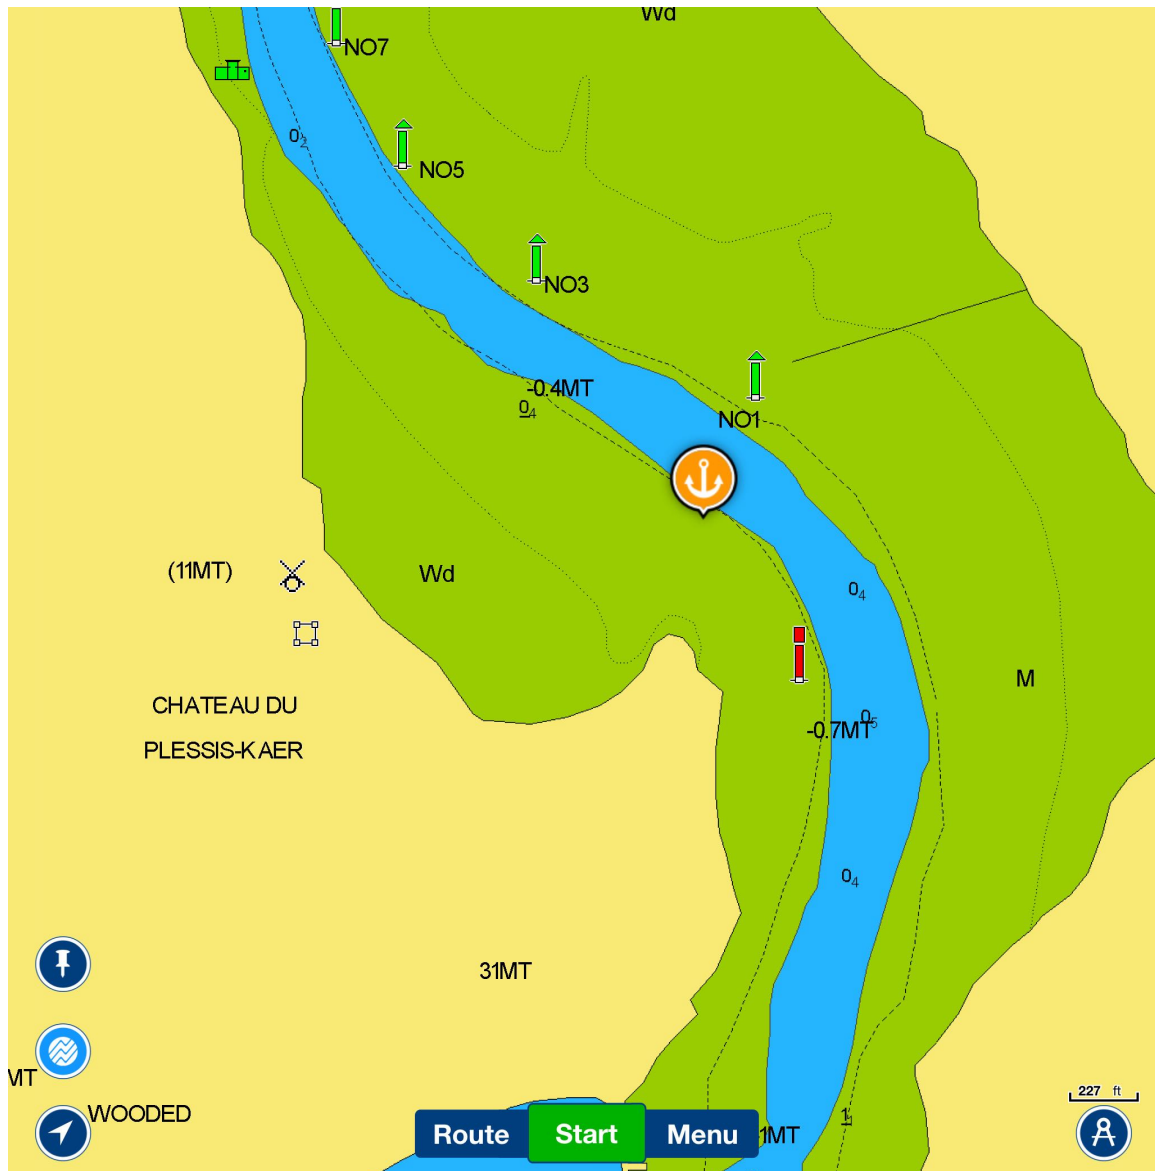 Wd
NO7
0₂
NO5
NO3
-0.4MT
0₄
NO1
(11MT)
Wd
0₄
M
CHATEAU DU
PLESSIS-KAER
0₅
-0.7MT
0₄
31MT
MT
WOODED
227 ft
1₁
Route
Start
Menu
1MT